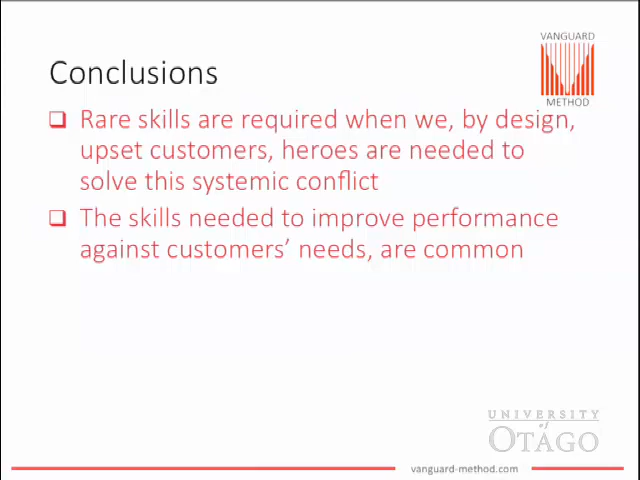 VANGUARD
METHOD
Conclusions
Rare skills are required when we, by design,
upset customers, heroes are needed to
solve this systemic conflict
The skills needed to improve performance
against customers’ needs, are common
UNIVERSITY
of
OTĀGO
vanguard-method.com